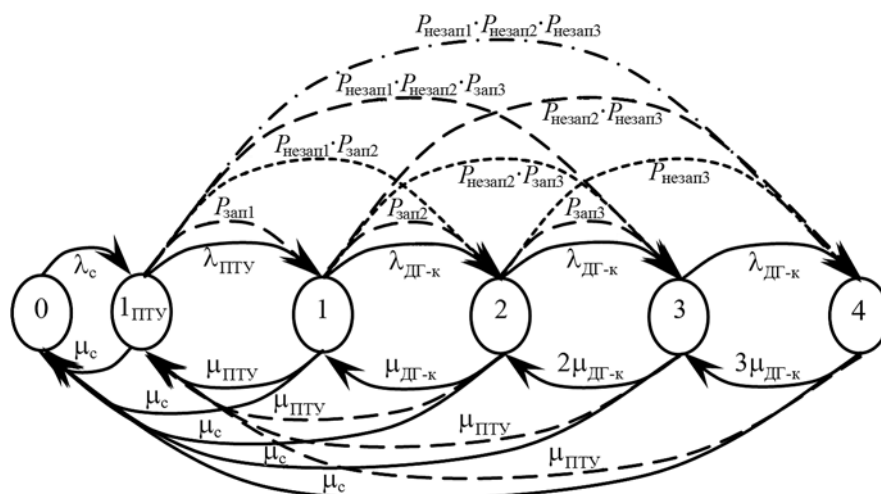 Pнезап1·Pнезап2·Pнезап3
Pнезап1·Pнезап2·Pзап3
Pнезап2·Pнезап3
Pнезап1·Pзап2
Pнезап2·Pзап3
Pнезап3
Pзап1
Pзап2
Pзап3
λс
λПТУ
λДГ-к
λДГ-к
λДГ-к
0
1ПТУ
1
2
3
4
μс
μПТУ
μДГ-к
2μДГ-к
3μДГ-к
μс
μПТУ
μс
μПТУ
μс
μПТУ
μс